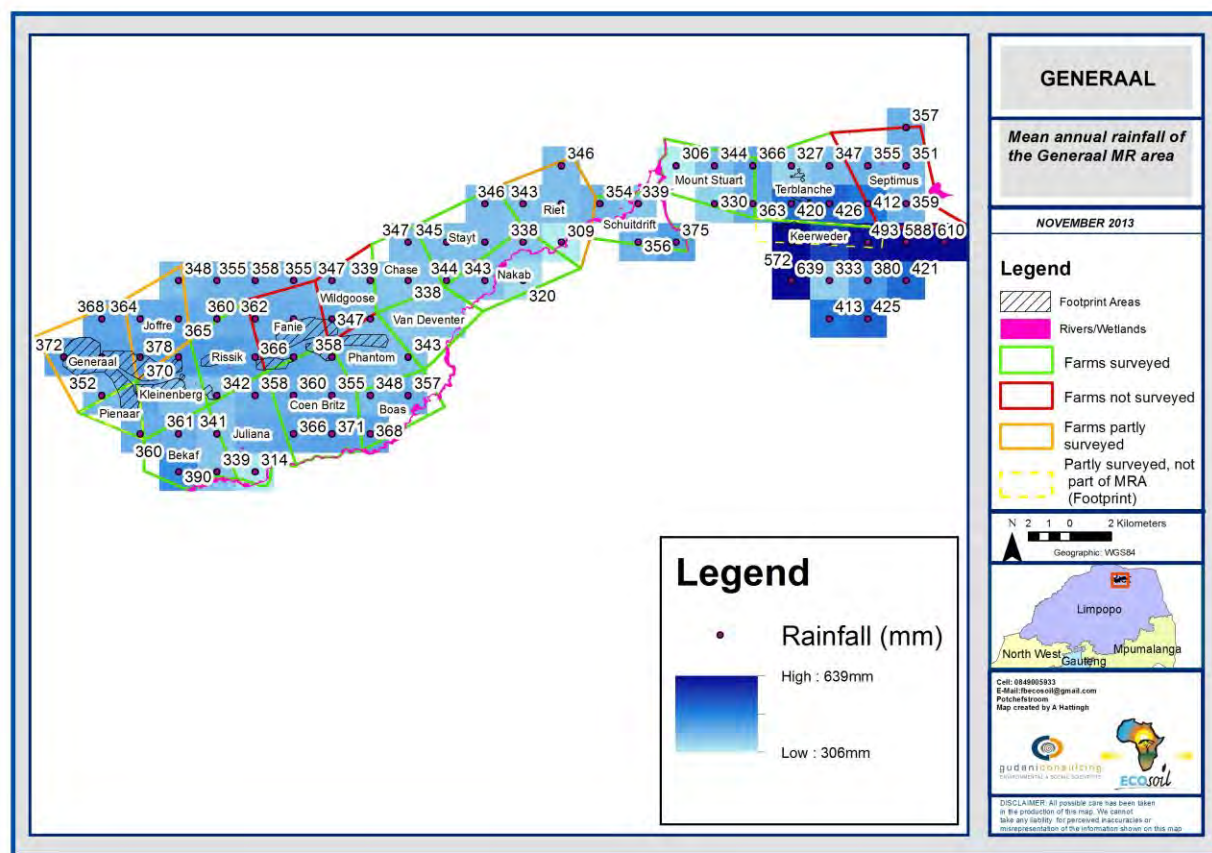 GENERAAL
Mean annual rainfall of
the Generaal MR area
NOVEMBER 2013
Legend
Footprint Areas
Rivers/Wetlands
Farms surveyed
Farms not surveyed
Farms partly
surveyed
Partly surveyed, not
part of MRA
(Footprint)
N 2 1 0 2 Kilometers
Geographic: WGS84
Limpopo
North West
Gauteng
Mpumalanga
Cell: 0849005933
E-Mail:fbecosoil@gmail.com
Potchefstroom
Map created by A Hattingh
gudaniconsulting
ENVIRONMENTAL & SOCIAL SCIENTISTS
ECOsoil
DISCLAIMER: All possible care has been taken
in the production of the map. We cannot
take any liability for perceived inaccuracies or
misrepresentation of the information shown on this map
357
346 306 344 366 327 347 355 351
Mount Stuart Terblanche Septimus
346 343 Riet 354 339 330 363 420 426 412 359
Schuitdrift
347 345 Stayt 338 309 356 375 Keerweder 493 588 610
348 355 358 355 347 339 Chase 344 343 Nakab 572 639 333 380 421
Wildgoose 338 320
368 364 Joffre 365 360 362 Fanie 347 Van Deventer 413 425
372 Generaal 378 Rissik 366 358 Phantom 343
370
352 Kleinenberg 342 358 360 355 348 357
Pienaar Coen Britz Boas
360 361 341 Juliana 366 371 368
Bekaf 390 339 314
Legend
Rainfall (mm)
High : 639mm
Low : 306mm